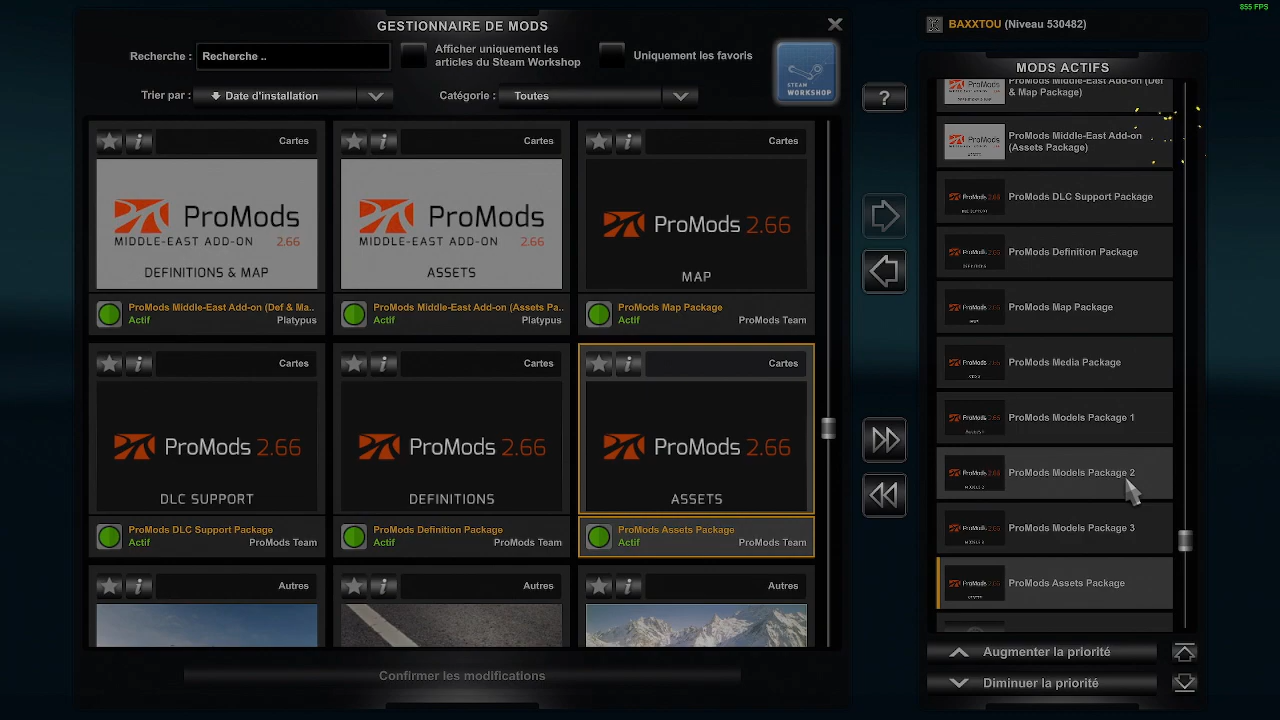 855 FPS
GESTIONNAIRE DE MODS
Recherche :
Recherche ..
Afficher uniquement les
articles du Steam Workshop
Uniquement les favoris
STEAM
WORKSHOP
Trier par :
Date d'installation
Catégorie :
Toutes
Cartes
ProMods
MIDDLE-EAST ADD-ON 2.66
DEFINITIONS & MAP
ProMods Middle-East Add-on (Def & Ma..
Actif
Platypus
Cartes
ProMods
MIDDLE-EAST ADD-ON 2.66
ASSETS
ProMods Middle-East Add-on (Assets Pa..
Actif
Platypus
Cartes
ProMods 2.66
MAP
ProMods Map Package
Actif
ProMods Team
Cartes
ProMods 2.66
DLC SUPPORT
ProMods DLC Support Package
Actif
ProMods Team
Cartes
ProMods 2.66
DEFINITIONS
ProMods Definition Package
Actif
ProMods Team
Cartes
ProMods 2.66
ASSETS
ProMods Assets Package
Actif
ProMods Team
Autres
Autres
Autres
Confirmer les modifications
?
BAXXTOU (Niveau 530482)
MODS ACTIFS
ProMods Middle-East Add-on (Def
& Map Package)
ProMods Middle-East Add-on
(Assets Package)
ProMods DLC Support Package
ProMods Definition Package
ProMods Map Package
ProMods Media Package
ProMods Models Package 1
ProMods Models Package 2
ProMods Models Package 3
ProMods Assets Package
Augmenter la priorité
Diminuer la priorité